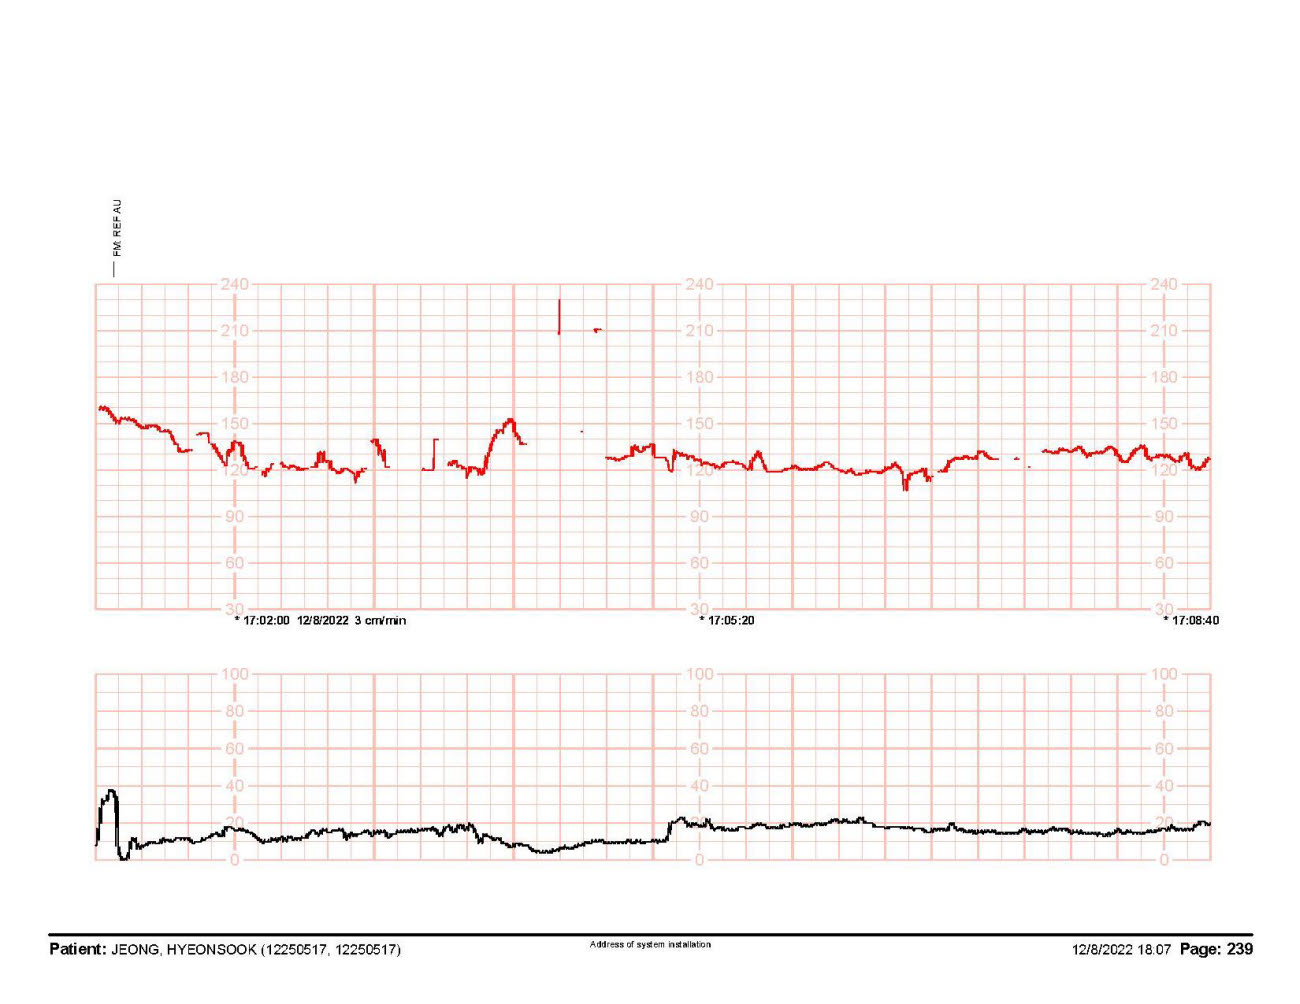 FM: REF AU
240 240 240
210 210 210
180 180 180
150 150 150
120 120 120
90 90 90
60 60 60
30 30 30
* 17:02:00 12/8/2022 3 cm/min * 17:05:20 * 17:08:40
100 100 100
80 80 80
60 60 60
40 40 40
20 20 20
0 0 0
Patient: JEONG, HYEONSOOK (12250517, 12250517) Address of system installation 12/8/2022 18:07 Page: 239